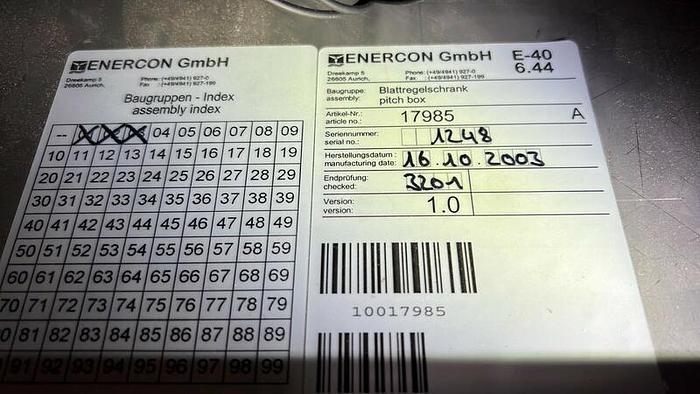 ENERCON GmbH
Dreekamp 5 Phone: (+49/4941) 927-0
26605 Aurich, Fax: (+49/4941) 927-199
Baugruppen - Index
assembly index
-- 04 05 06 07 08 09
10 11 12 13 14 15 16 17 18 19
20 21 22 23 24 25 26 27 28 29
30 31 32 33 34 35 36 37 38 39
40 41 42 43 44 45 46 47 48 49
50 51 52 53 54 55 56 57 58 59
60 61 62 63 64 65 66 67 68 69
70 71 72 73 74 75 76 77 78 79
0 81 82 83 84 85 86 87 88 89
91 92 93 94 95 96 97 98 99
ENERCON GmbH E-40
6.44
Dreekamp 5 Phone: (+49/4941) 927-0
26605 Aurich, Fax: (+49/4941) 927-199
Baugruppe: Blattregelschrank
assembly: pitch box
Artikel-Nr.: 17985 A
article no.:
Seriennummer: 1248
serial no.:
Herstellungsdatum: 16.10.2003
manufacturing date:
Endprüfung: 3201
checked:
Version: 1.0
version:
10017985